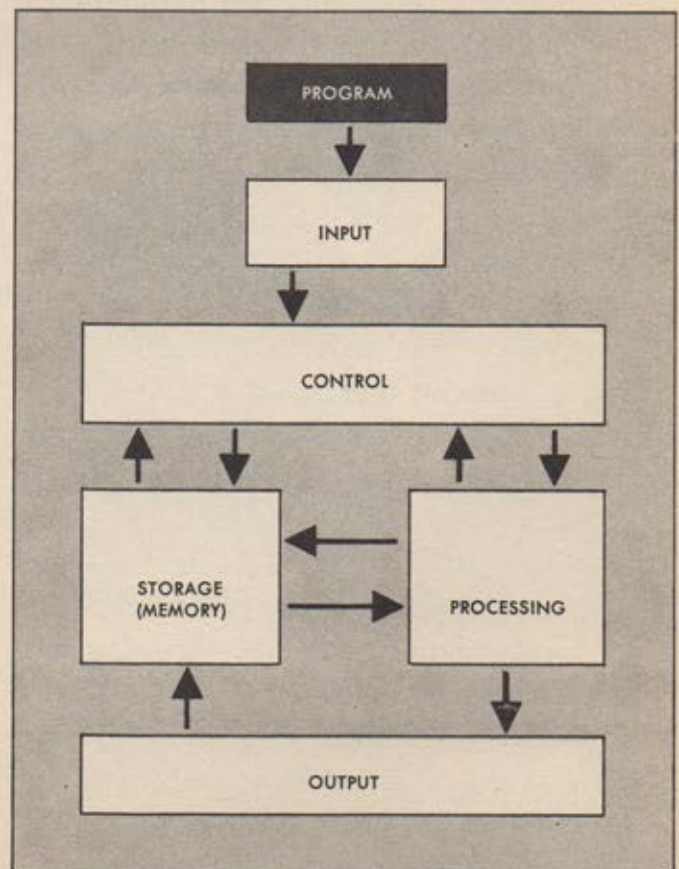 PROGRAM
INPUT
CONTROL
STORAGE
(MEMORY)
PROCESSING
OUTPUT